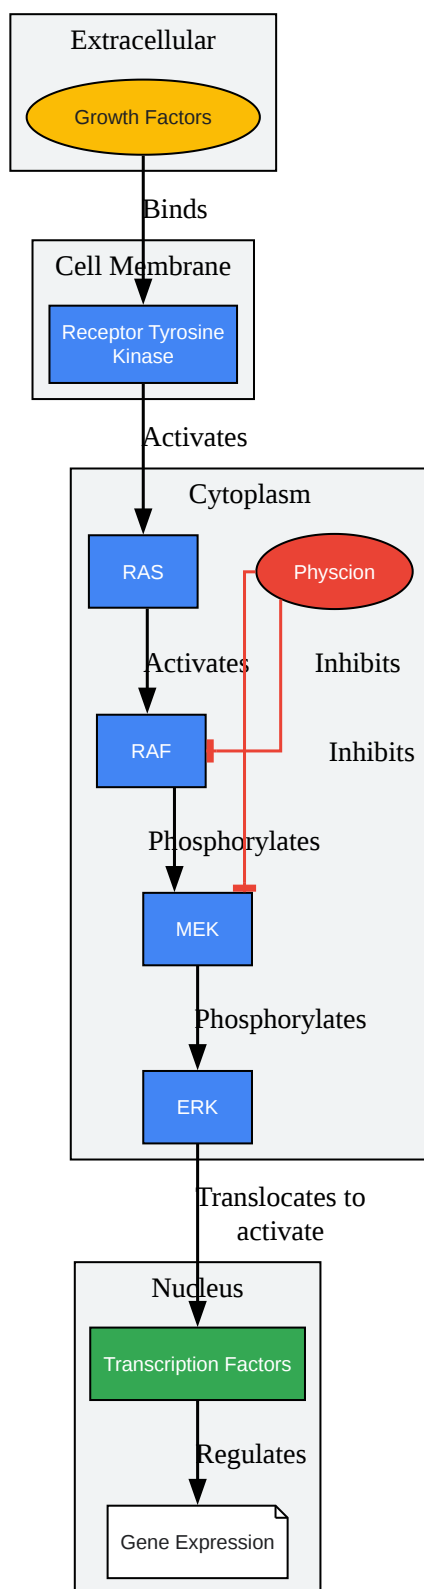 Extracellular
Growth Factors
Binds
Cell Membrane
Receptor Tyrosine
Kinase
Activates
Cytoplasm
RAS
Physcion
Activates
Inhibits
RAF
Inhibits
Phosphorylates
MEK
Phosphorylates
ERK
Translocates to
activate
Nucleus
Transcription Factors
Regulates
Gene Expression